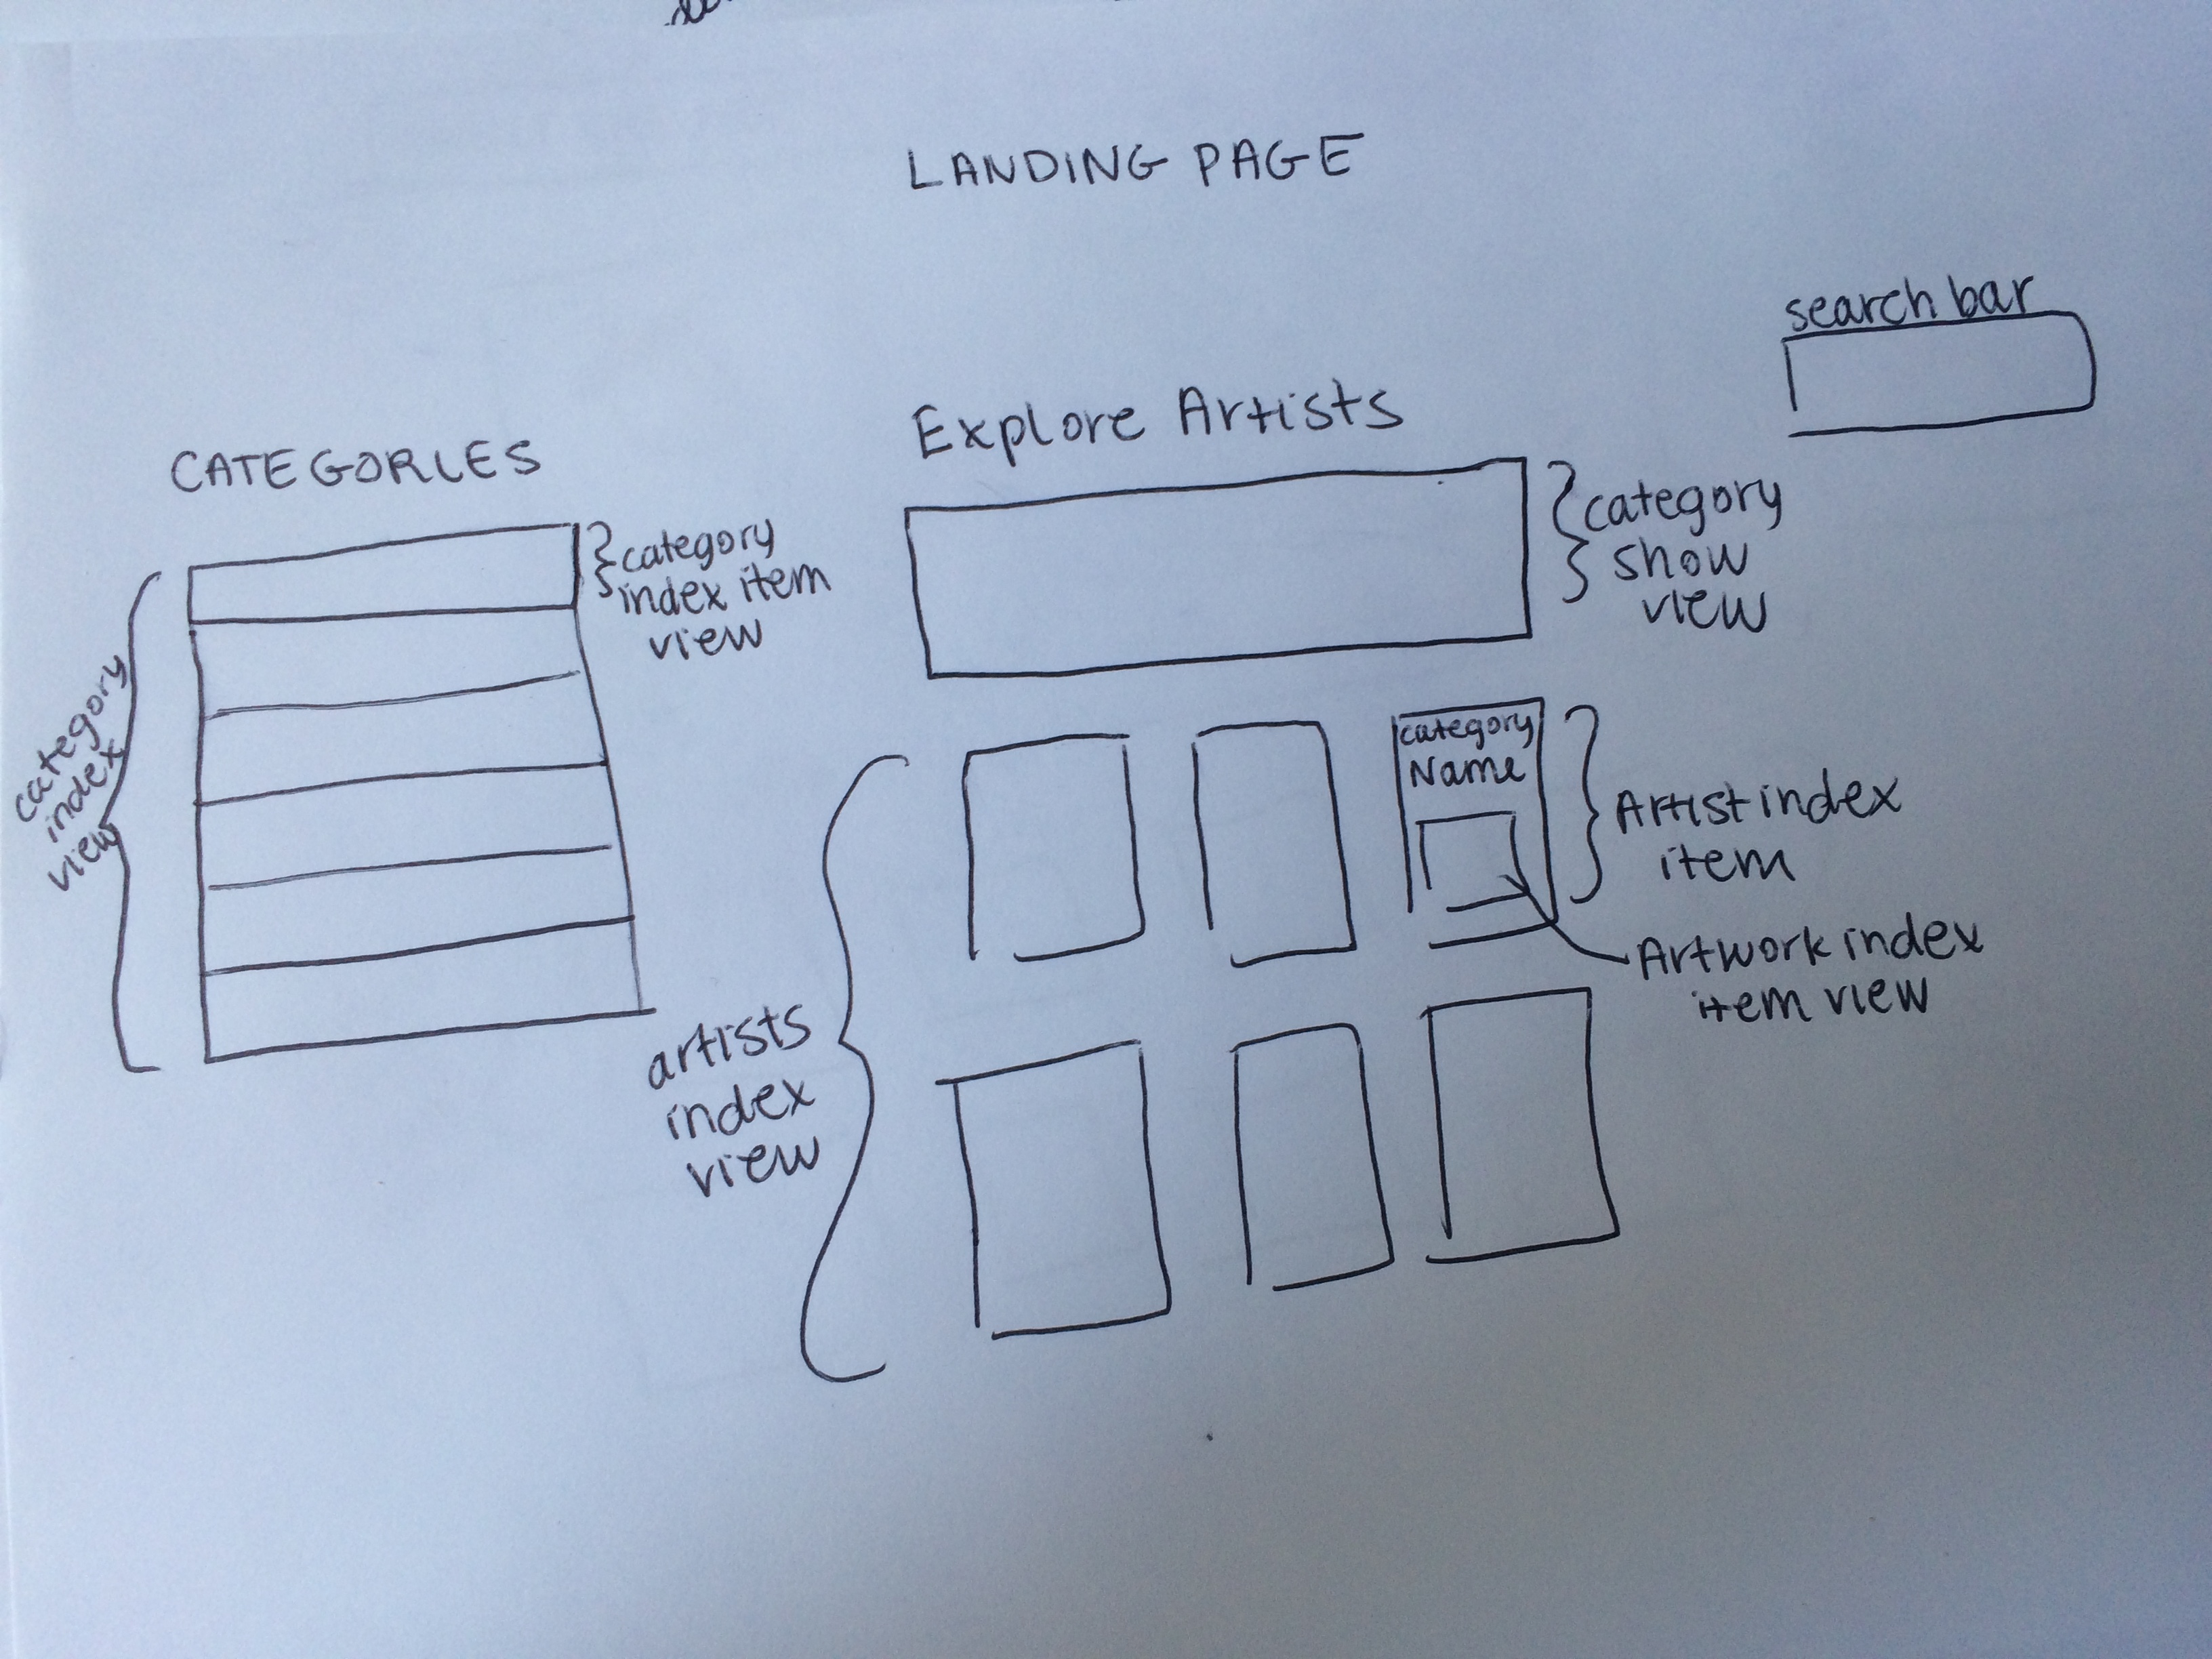 LANDING PAGE
search bar
Explore Artists
CATEGORIES
category
index item
view
category
show
view
category
index
view
category
Name
Artist index
item
Artwork index
item view
artists
index
view